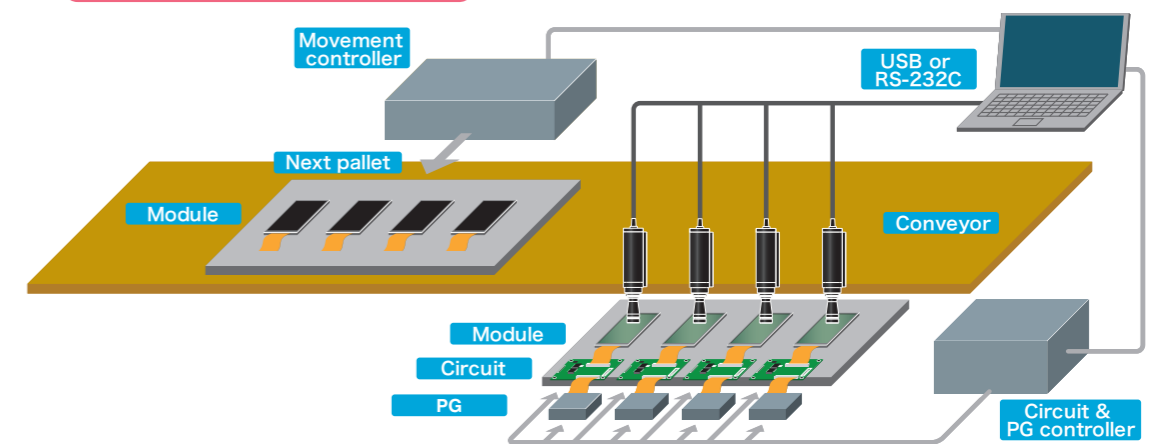 Movement
controller
USB or
RS-232C
Next pallet
Module
Conveyor
Module
Circuit
PG
Circuit &
PG controller